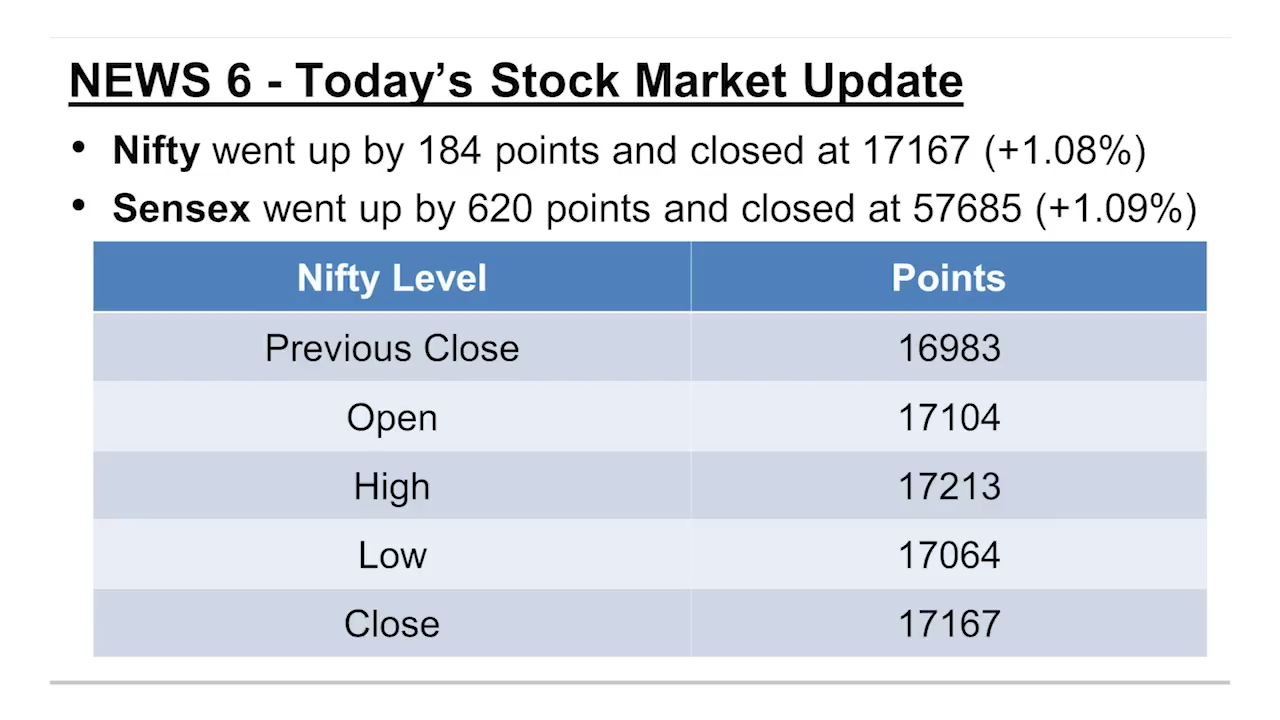 NEWS 6 - Today’s Stock Market Update
• Nifty went up by 184 points and closed at 17167 (+1.08%)
• Sensex went up by 620 points and closed at 57685 (+1.09%)
Nifty Level Points
Previous Close 16983
Open 17104
High 17213
Low 17064
Close 17167